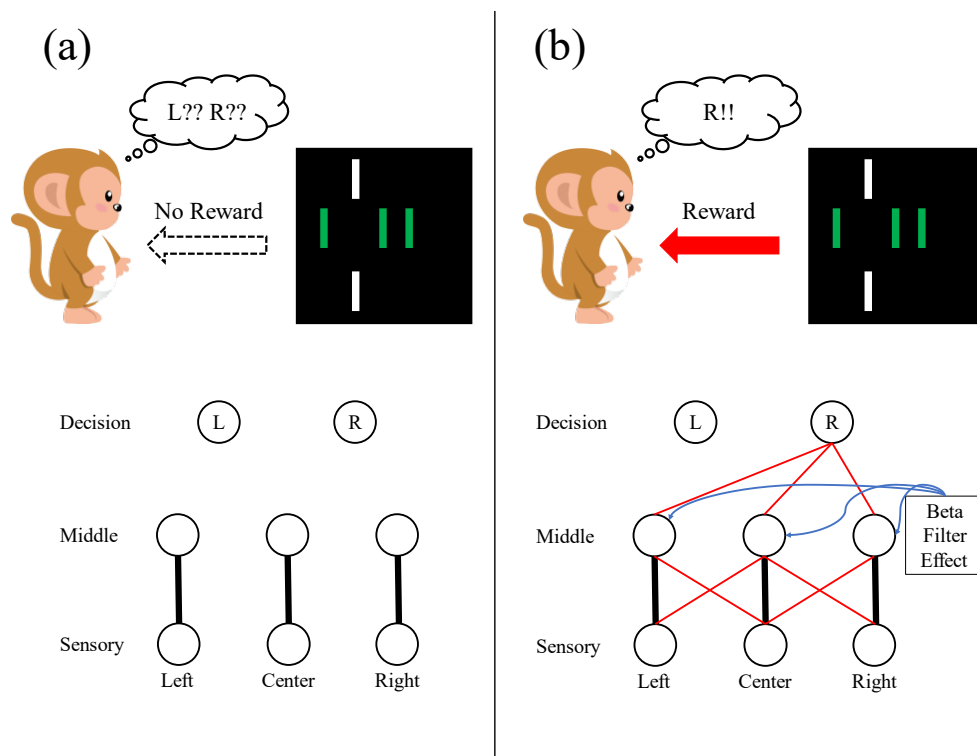 (a)
L?? R??
No Reward
Decision
L
R
Middle
Sensory
Left
Center
Right
(b)
R!!
Reward
Decision
L
R
Middle
Beta
Filter
Effect
Sensory
Left
Center
Right